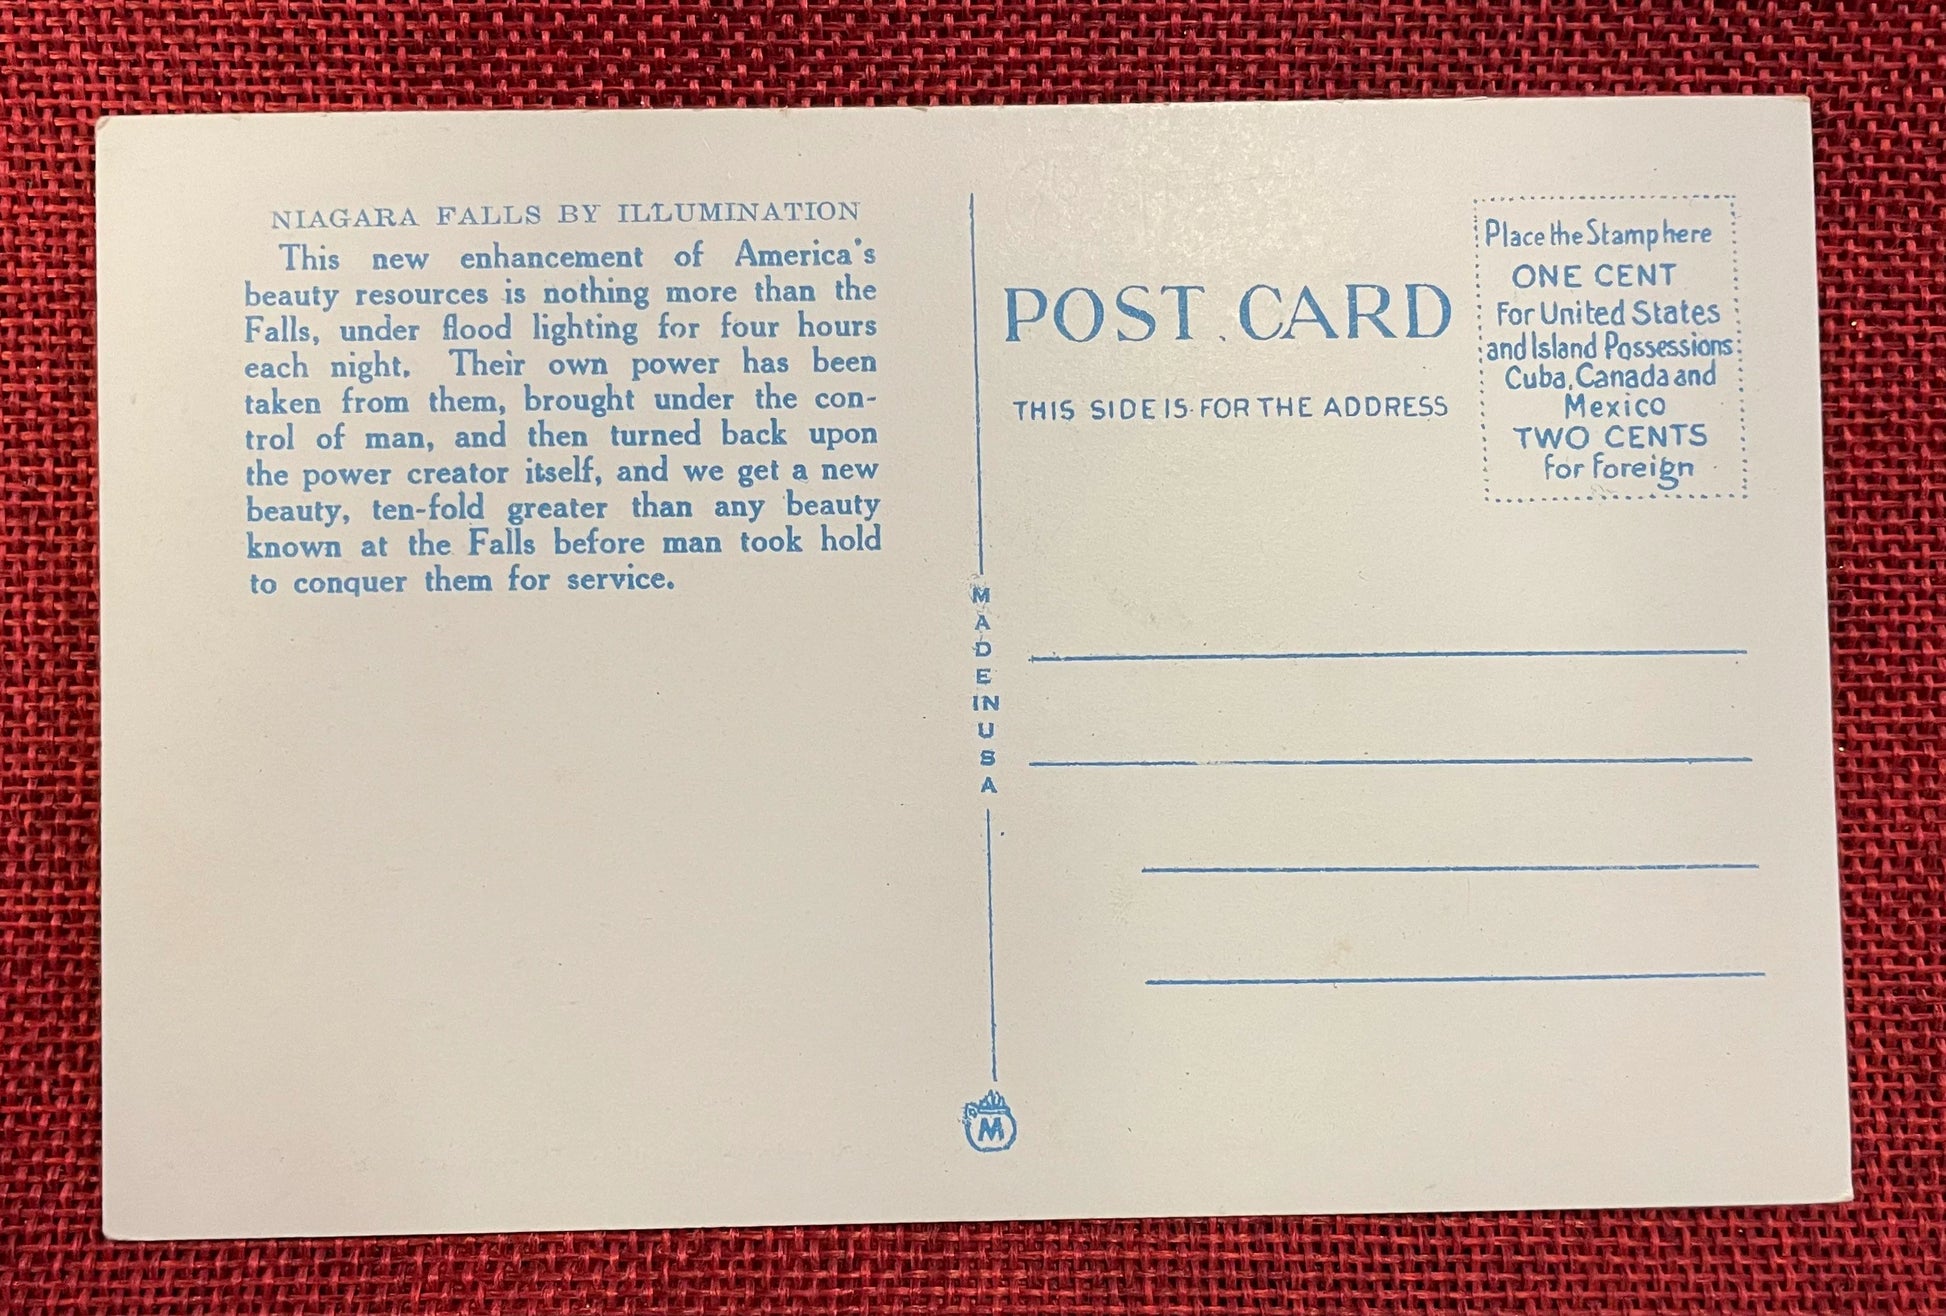 NIAGARA FALLS BY ILLUMINATION
This new enhancement of America's
beauty resources is nothing more than the
Falls, under flood lighting for four hours
each night. Their own power has been
taken from them, brought under the con-
trol of man, and then turned back upon
the power creator itself, and we get a new
beauty, ten-fold greater than any beauty
known at the Falls before man took hold
to conquer them for service.
MADE IN USA
M
POST CARD
THIS SIDE IS FOR THE ADDRESS
Place the Stamp here
ONE CENT
For United States
and Island Possessions
Cuba, Canada and
Mexico
TWO CENTS
for Foreign